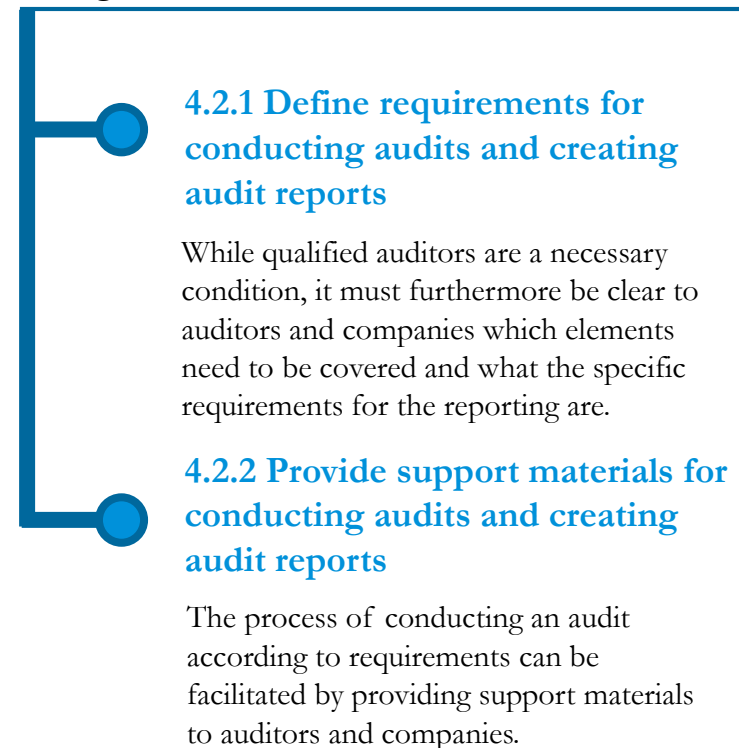 4.2.1 Define requirements for
conducting audits and creating
audit reports
While qualified auditors are a necessary
condition, it must furthermore be clear to
auditors and companies which elements
need to be covered and what the specific
requirements for the reporting are.
4.2.2 Provide support materials for
conducting audits and creating
audit reports
The process of conducting an audit
according to requirements can be
facilitated by providing support materials
to auditors and companies.